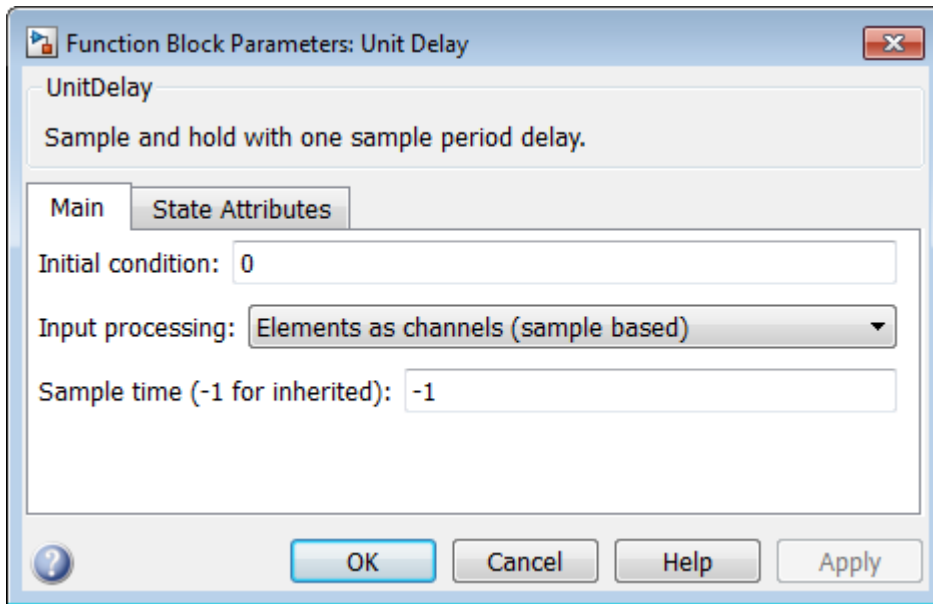 Function Block Parameters: Unit Delay
UnitDelay
Sample and hold with one sample period delay.
Main State Attributes
Initial condition: 0
Input processing: Elements as channels (sample based)
Sample time (-1 for inherited): -1
? OK Cancel Help Apply